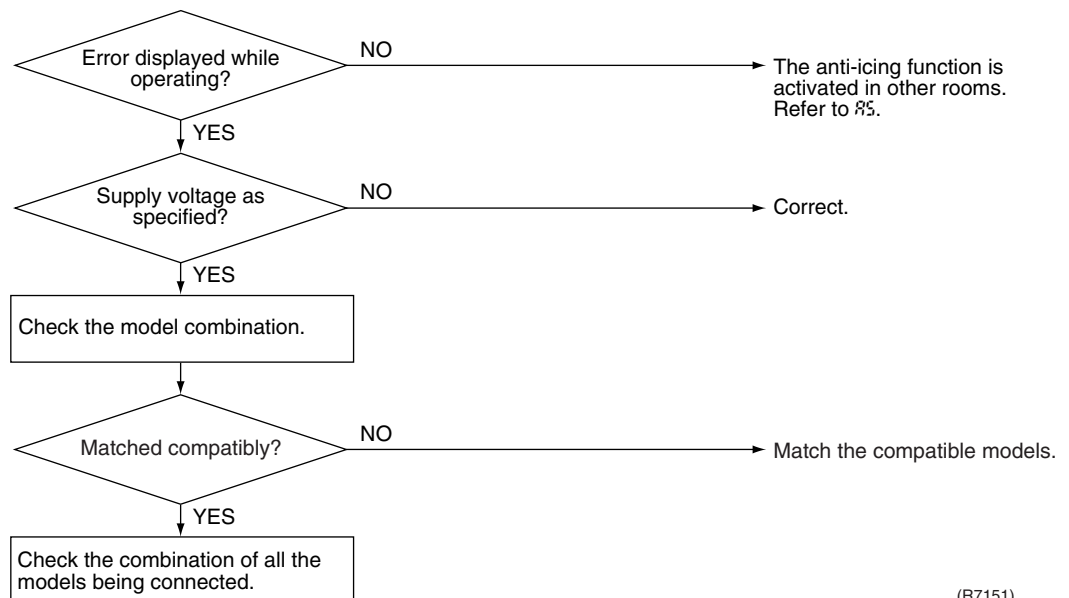 Error displayed while
operating?
NO
The anti-icing function is
activated in other rooms.
Refer to A5.
YES
Supply voltage as
specified?
NO
Correct.
YES
Check the model combination.
Matched compatibly?
NO
Match the compatible models.
YES
Check the combination of all the
models being connected.
(R7151)